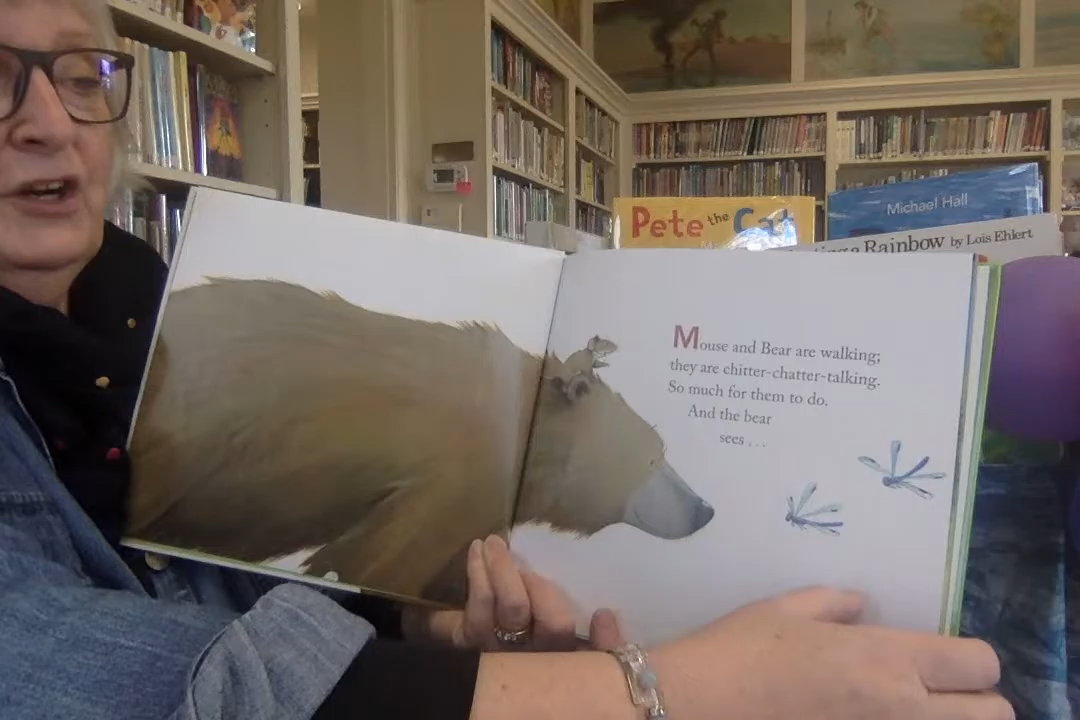 Pete the Cat
Michael Hall
a Rainbow by Lois Ehlert
Mouse and Bear are walking;
they are chitter-chatter-talking.
So much for them to do.
And the bear
sees . . .